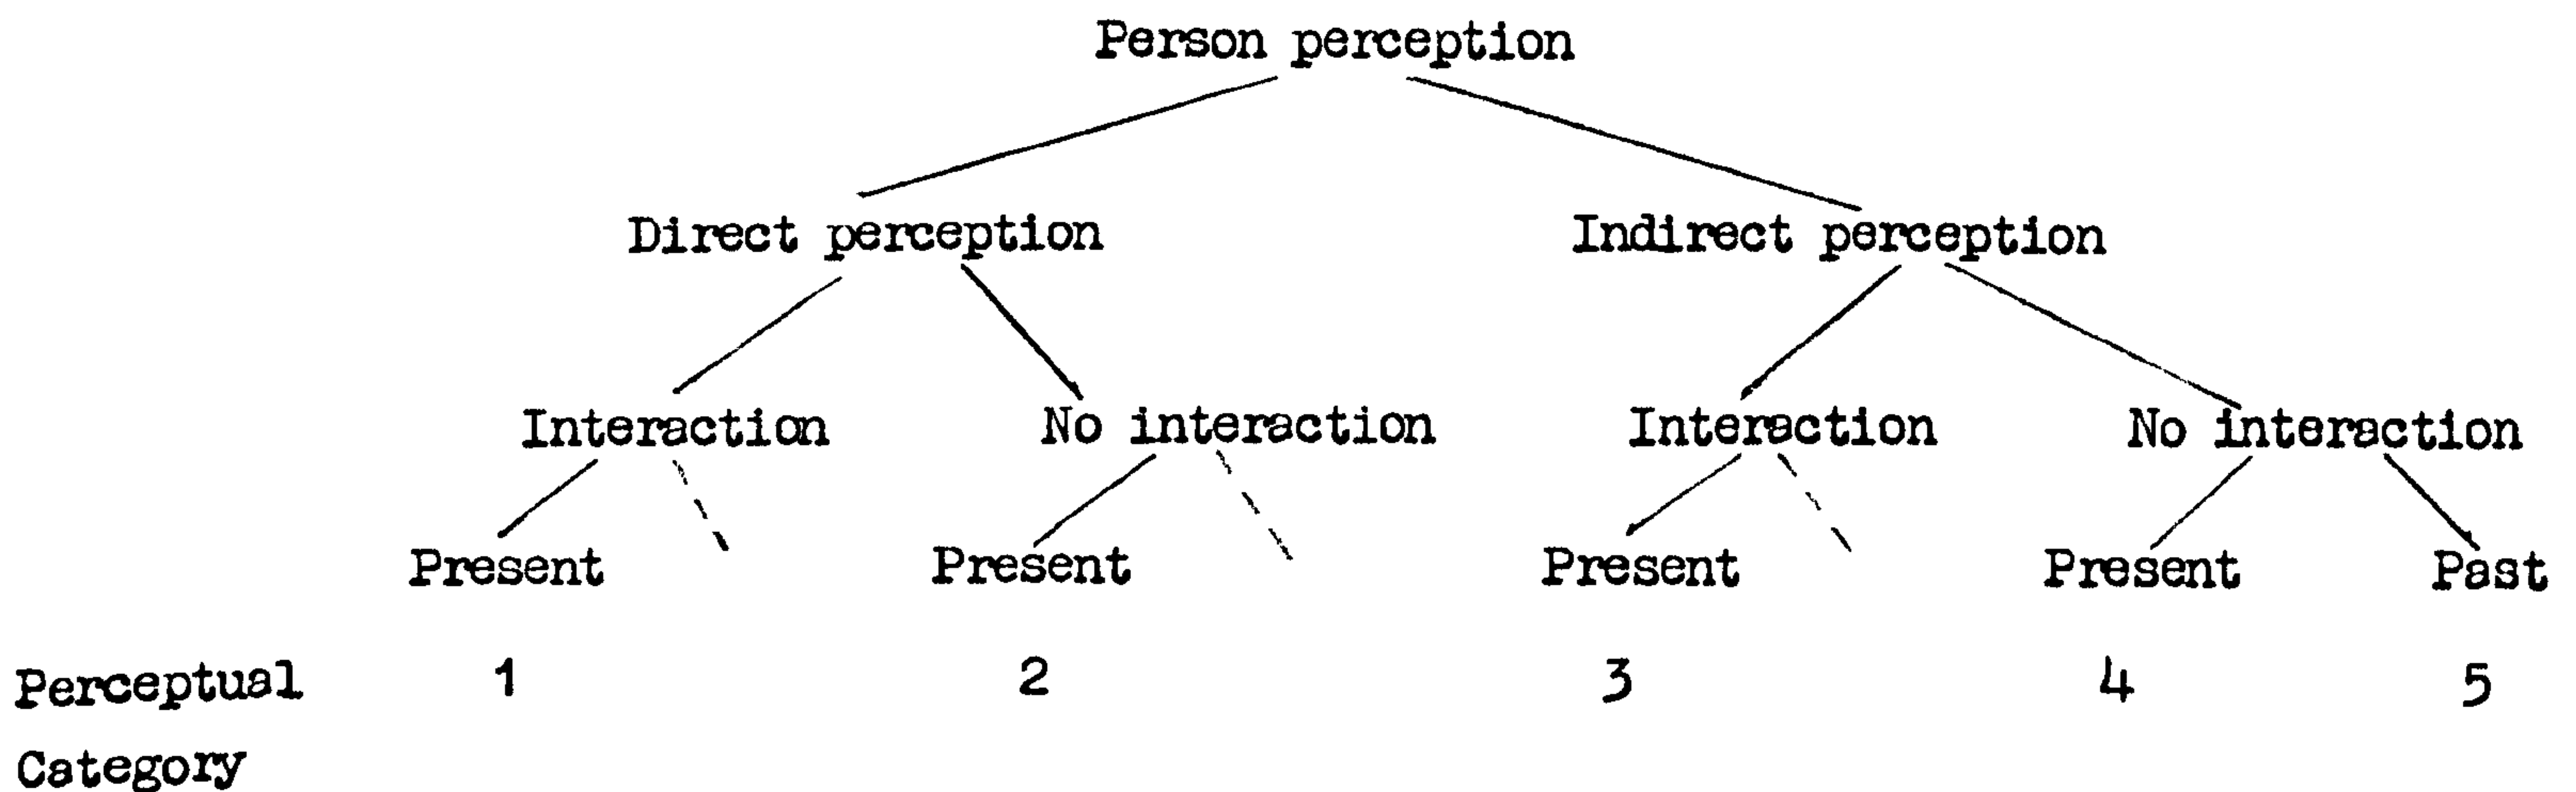 Person perception
Direct perception Indirect perception
Interaction No interaction Interaction No interaction
Present Present Present Present Past
Perceptual 1 2 3 4 5
Category